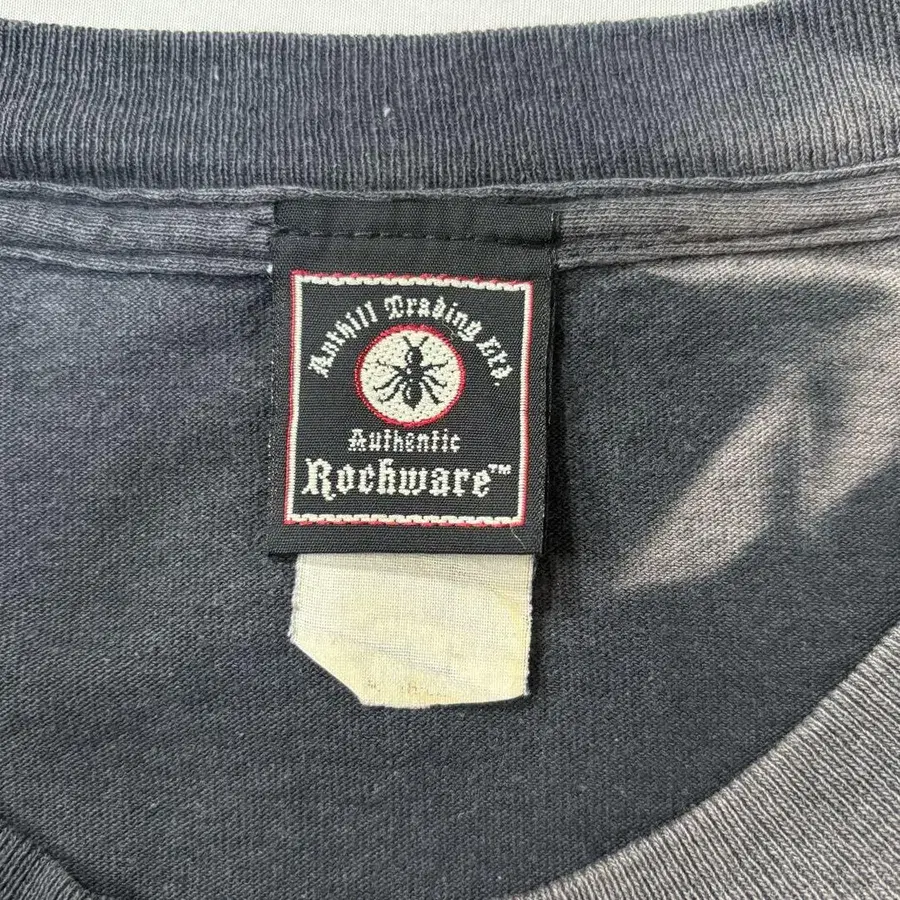 Anthill Trading Ltd.
Authentic
Rockware™